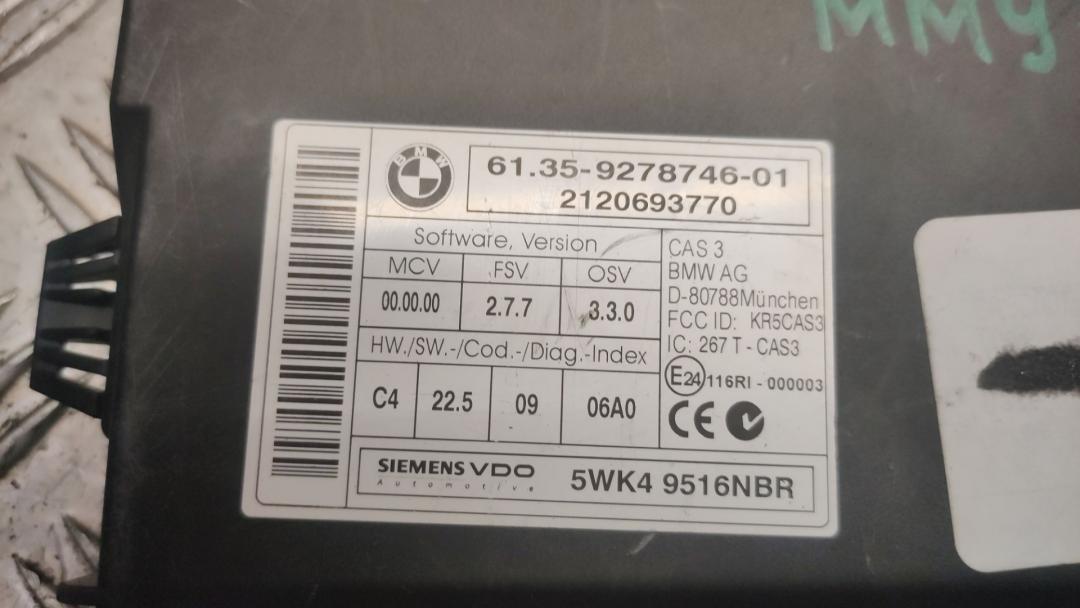 MMY
BMW
61.35-9278746-01
2120693770
Software, Version
MCV FSV OSV
00.00.00 2.7.7 3.3.0
HW./SW.-/Cod.-/Diag.-Index
C4 22.5 09 06A0
CAS 3
BMW AG
D-80788München
FCC ID: KR5CAS3
IC: 267 T - CAS3
E24 116RI - 000003
CE
SIEMENS VDO
Automotive
5WK4 9516NBR